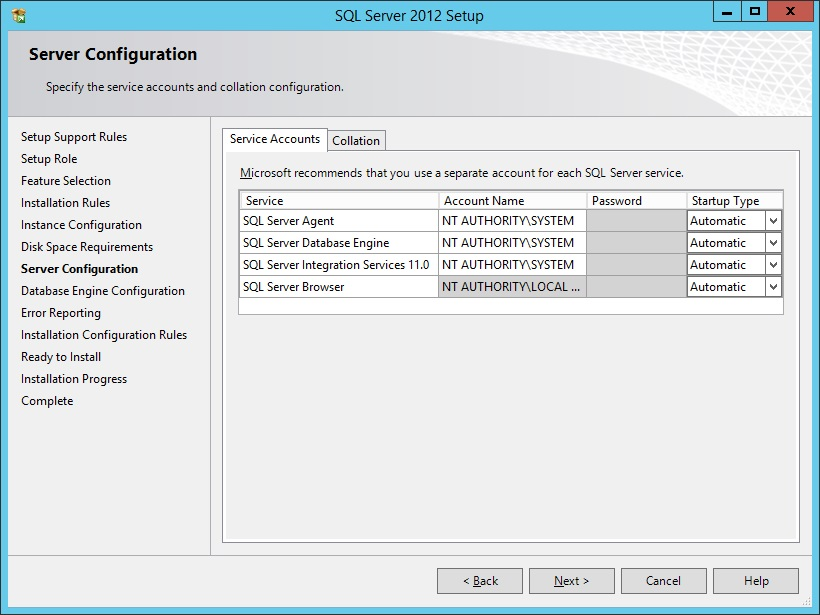 SQL Server 2012 Setup
Server Configuration
Specify the service accounts and collation configuration.
Setup Support Rules
Setup Role
Feature Selection
Installation Rules
Instance Configuration
Disk Space Requirements
Server Configuration
Database Engine Configuration
Error Reporting
Installation Configuration Rules
Ready to Install
Installation Progress
Complete
Service Accounts Collation
Microsoft recommends that you use a separate account for each SQL Server service.
Service Account Name Password Startup Type
SQL Server Agent NT AUTHORITY\SYSTEM Automatic
SQL Server Database Engine NT AUTHORITY\SYSTEM Automatic
SQL Server Integration Services 11.0 NT AUTHORITY\SYSTEM Automatic
SQL Server Browser NT AUTHORITY\LOCAL ... Automatic
< Back Next > Cancel Help